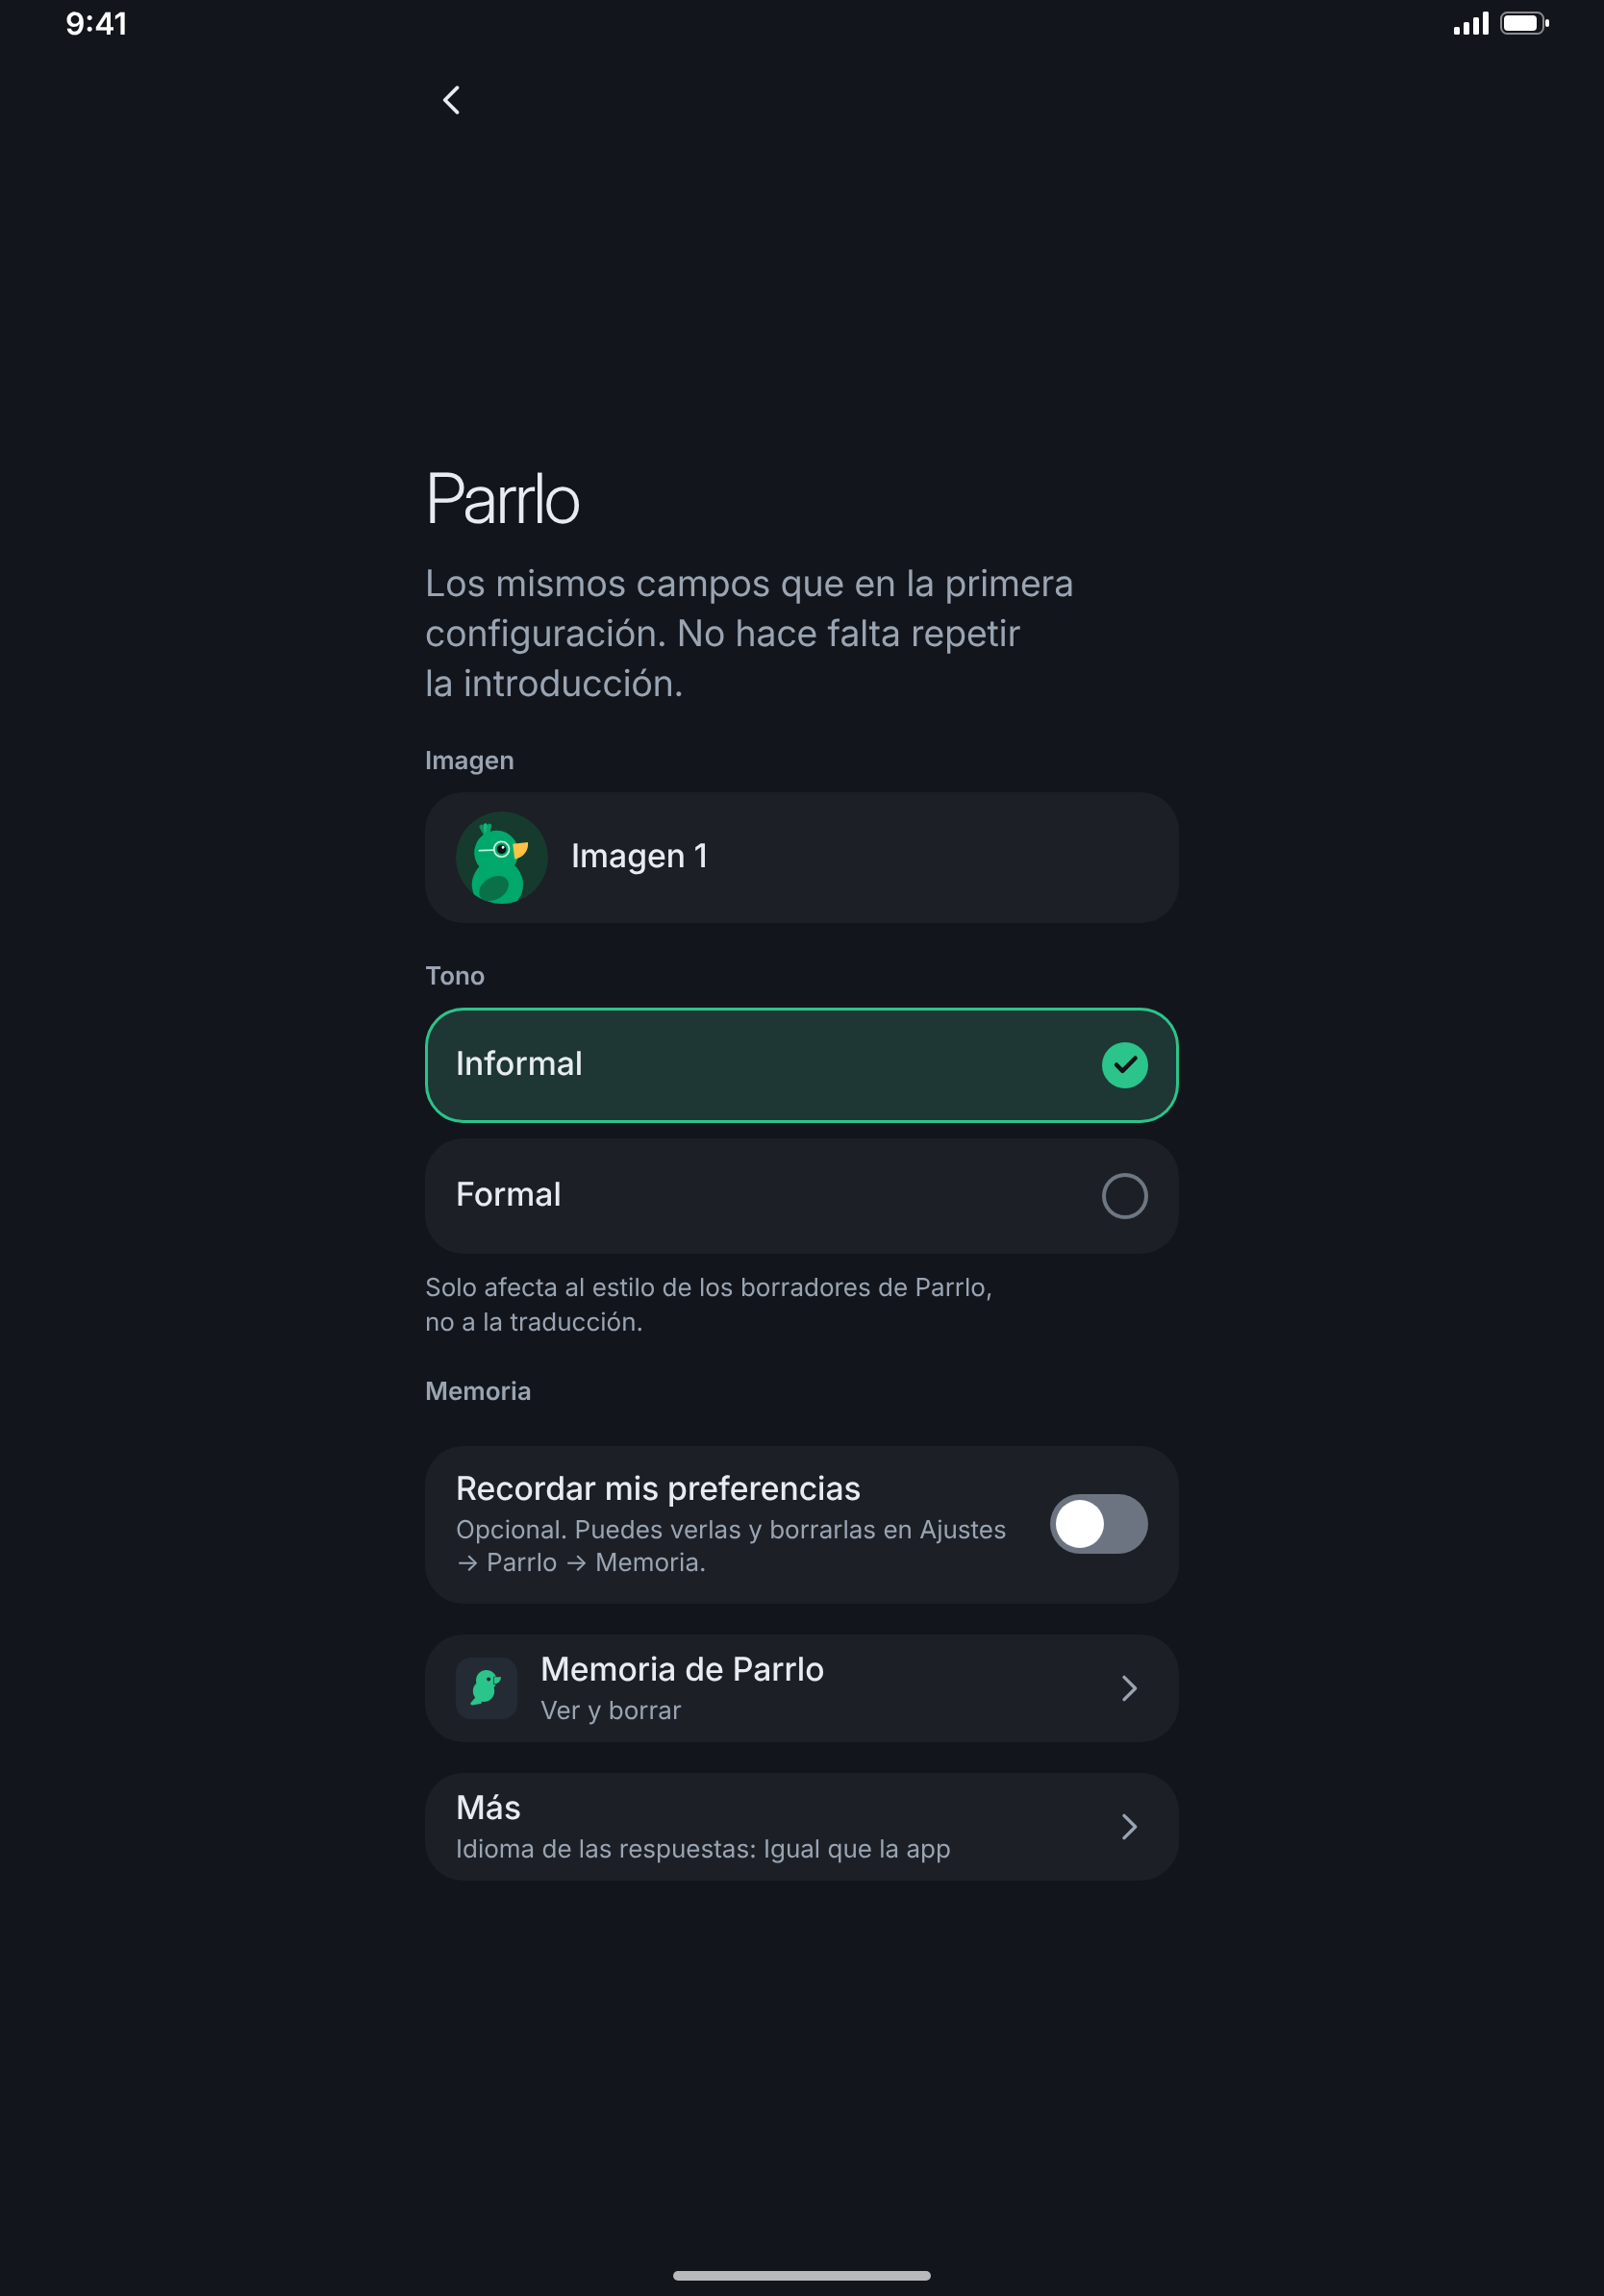 9:41
Parrlo
Los mismos campos que en la primera
configuración. No hace falta repetir
la introducción.
Imagen
Imagen 1
Tono
Informal
Formal
Solo afecta al estilo de los borradores de Parrlo,
no a la traducción.
Memoria
Recordar mis preferencias
Opcional. Puedes verlas y borrarlas en Ajustes
→ Parrlo → Memoria.
Memoria de Parrlo
Ver y borrar
Más
Idioma de las respuestas: Igual que la app